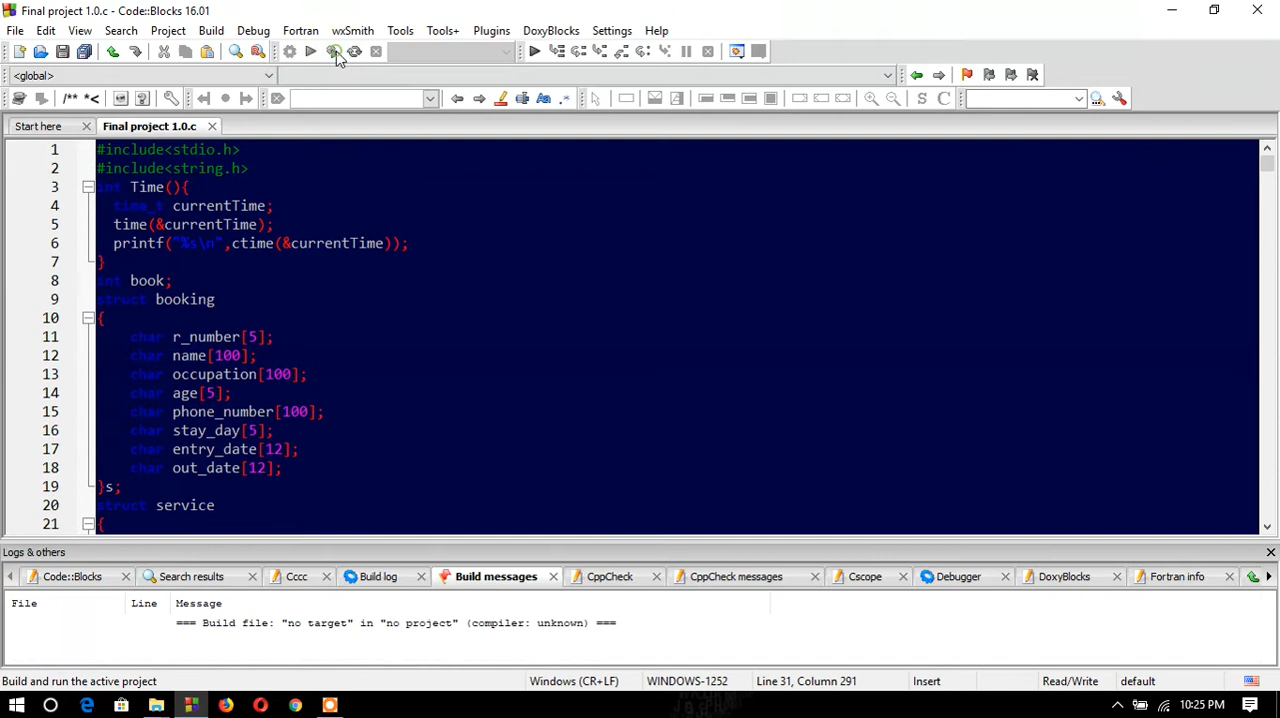 Final project 1.0.c - Code::Blocks 16.01
File Edit View Search Project Build Debug Fortran wxSmith Tools Tools+ Plugins DoxyBlocks Settings Help
<global>
/** *<
Start here Final project 1.0.c
1 #include<stdio.h>
2 #include<string.h>
3 int Time(){
4 time_t currentTime;
5 time(&currentTime);
6 printf("%s\n",ctime(&currentTime));
7 }
8 int book;
9 struct booking
10 {
11 char r_number[5];
12 char name[100];
13 char occupation[100];
14 char age[5];
15 char phone_number[100];
16 char stay_day[5];
17 char entry_date[12];
18 char out_date[12];
19 }s;
20 struct service
21 {
Logs & others
Code::Blocks Search results Cccc Build log Build messages CppCheck CppCheck messages Cscope Debugger DoxyBlocks Fortran info
File Line Message
=== Build file: "no target" in "no project" (compiler: unknown) ===
Build and run the active project Windows (CR+LF) WINDOWS-1252 Line 31, Column 291 Insert Read/Write default
10:25 PM